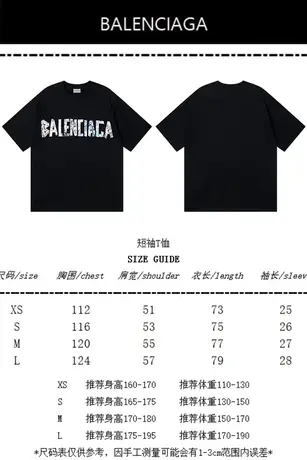 BALENCIAGA
BALENCIAGA
短袖T恤
SIZE GUIDE
尺码/size 胸围/chest 肩宽/shoulder 衣长/length 袖长/sleev
XS 112 51 73 25
S 116 53 75 26
M 120 55 77 27
L 124 57 79 28
XS 推荐身高160-170 推荐体重110-130
S 推荐身高165-175 推荐体重130-150
M 推荐身高170-180 推荐体重150-170
L 推荐身高175-195 推荐体重170-190
*尺码表仅供参考, 因手工测量可能会有1-3cm范围内误差*